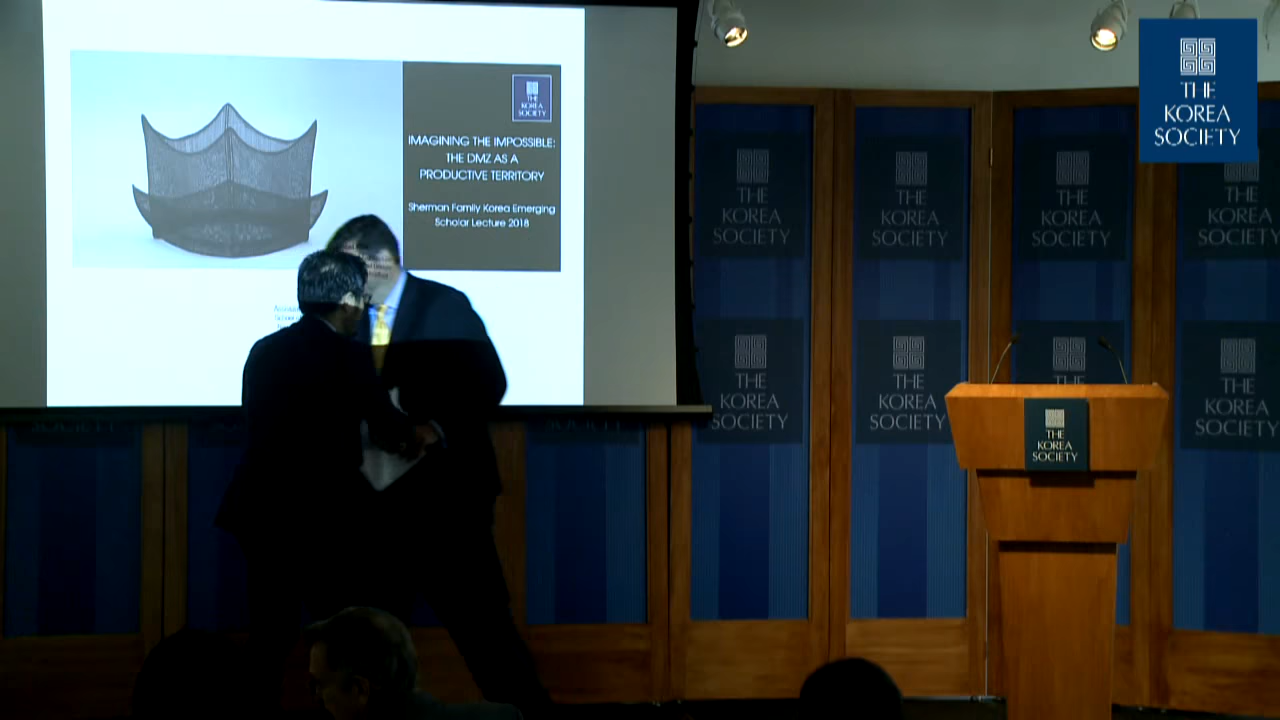 THE
KOREA
SOCIETY
IMAGINING THE IMPOSSIBLE:
THE DMZ AS A
PRODUCTIVE TERRITORY
Sherman Family Korea Emerging
Scholar Lecture 2018
THE
KOREA
SOCIETY
THE
KOREA
SOCIETY
THE
KOREA
SOCIETY
THE
KOREA
SOCIETY
KOREA
SOCIETY
THE
KOREA
SOCIETY
THE
KOREA
SOCIETY
THE
THE
KOREA
SOCIETY
THE
KOREA
SOCIETY
SOCIETY
SOCIETY